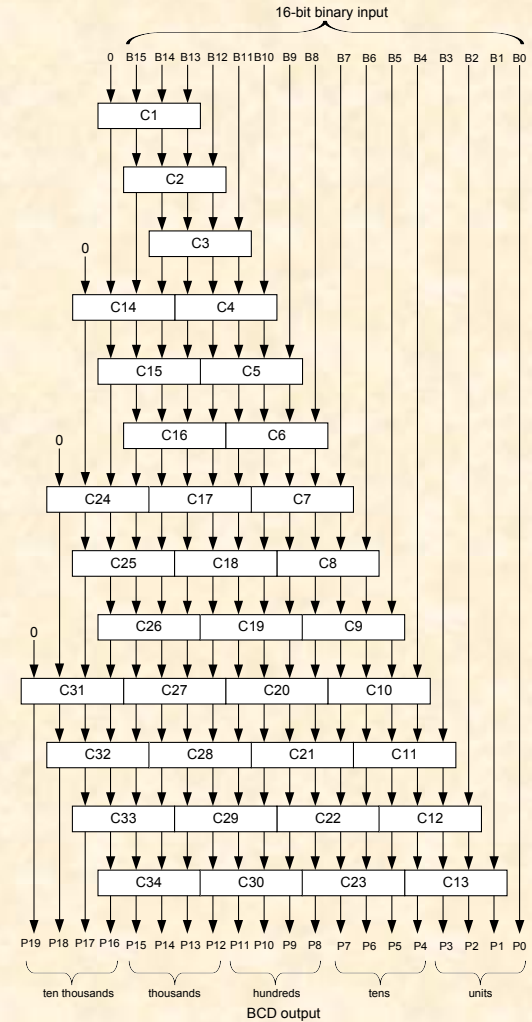 16-bit binary input
0 B15 B14 B13 B12 B11 B10 B9 B8 B7 B6 B5 B4 B3 B2 B1 B0
C1
C2
C3
0
C14 C4
C15 C5
C16 C6
0
C24 C17 C7
C25 C18 C8
C26 C19 C9
0
C31 C27 C20 C10
C32 C28 C21 C11
C33 C29 C22 C12
C34 C30 C23 C13
P19 P18 P17 P16 P15 P14 P13 P12 P11 P10 P9 P8 P7 P6 P5 P4 P3 P2 P1 P0
ten thousands thousands hundreds tens units
BCD output